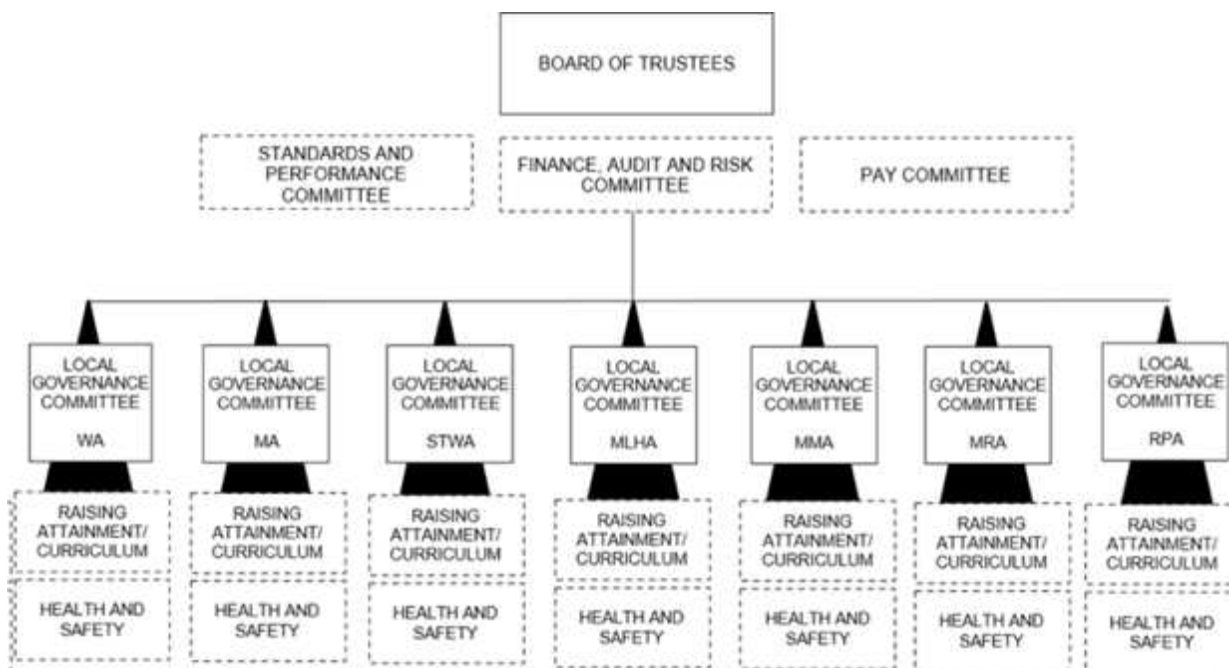 BOARD OF TRUSTEES
STANDARDS AND
PERFORMANCE
COMMITTEE
FINANCE, AUDIT AND RISK
COMMITTEE
PAY COMMITTEE
LOCAL
GOVERNANCE
COMMITTEE
WA
LOCAL
GOVERNANCE
COMMITTEE
MA
LOCAL
GOVERNANCE
COMMITTEE
STWA
LOCAL
GOVERNANCE
COMMITTEE
MLHA
LOCAL
GOVERNANCE
COMMITTEE
MMA
LOCAL
GOVERNANCE
COMMITTEE
MRA
LOCAL
GOVERNANCE
COMMITTEE
RPA
RAISING
ATTAINMENT/
CURRICULUM
RAISING
ATTAINMENT/
CURRICULUM
RAISING
ATTAINMENT/
CURRICULUM
RAISING
ATTAINMENT/
CURRICULUM
RAISING
ATTAINMENT/
CURRICULUM
RAISING
ATTAINMENT/
CURRICULUM
RAISING
ATTAINMENT/
CURRICULUM
HEALTH AND
SAFETY
HEALTH AND
SAFETY
HEALTH AND
SAFETY
HEALTH AND
SAFETY
HEALTH AND
SAFETY
HEALTH AND
SAFETY
HEALTH AND
SAFETY